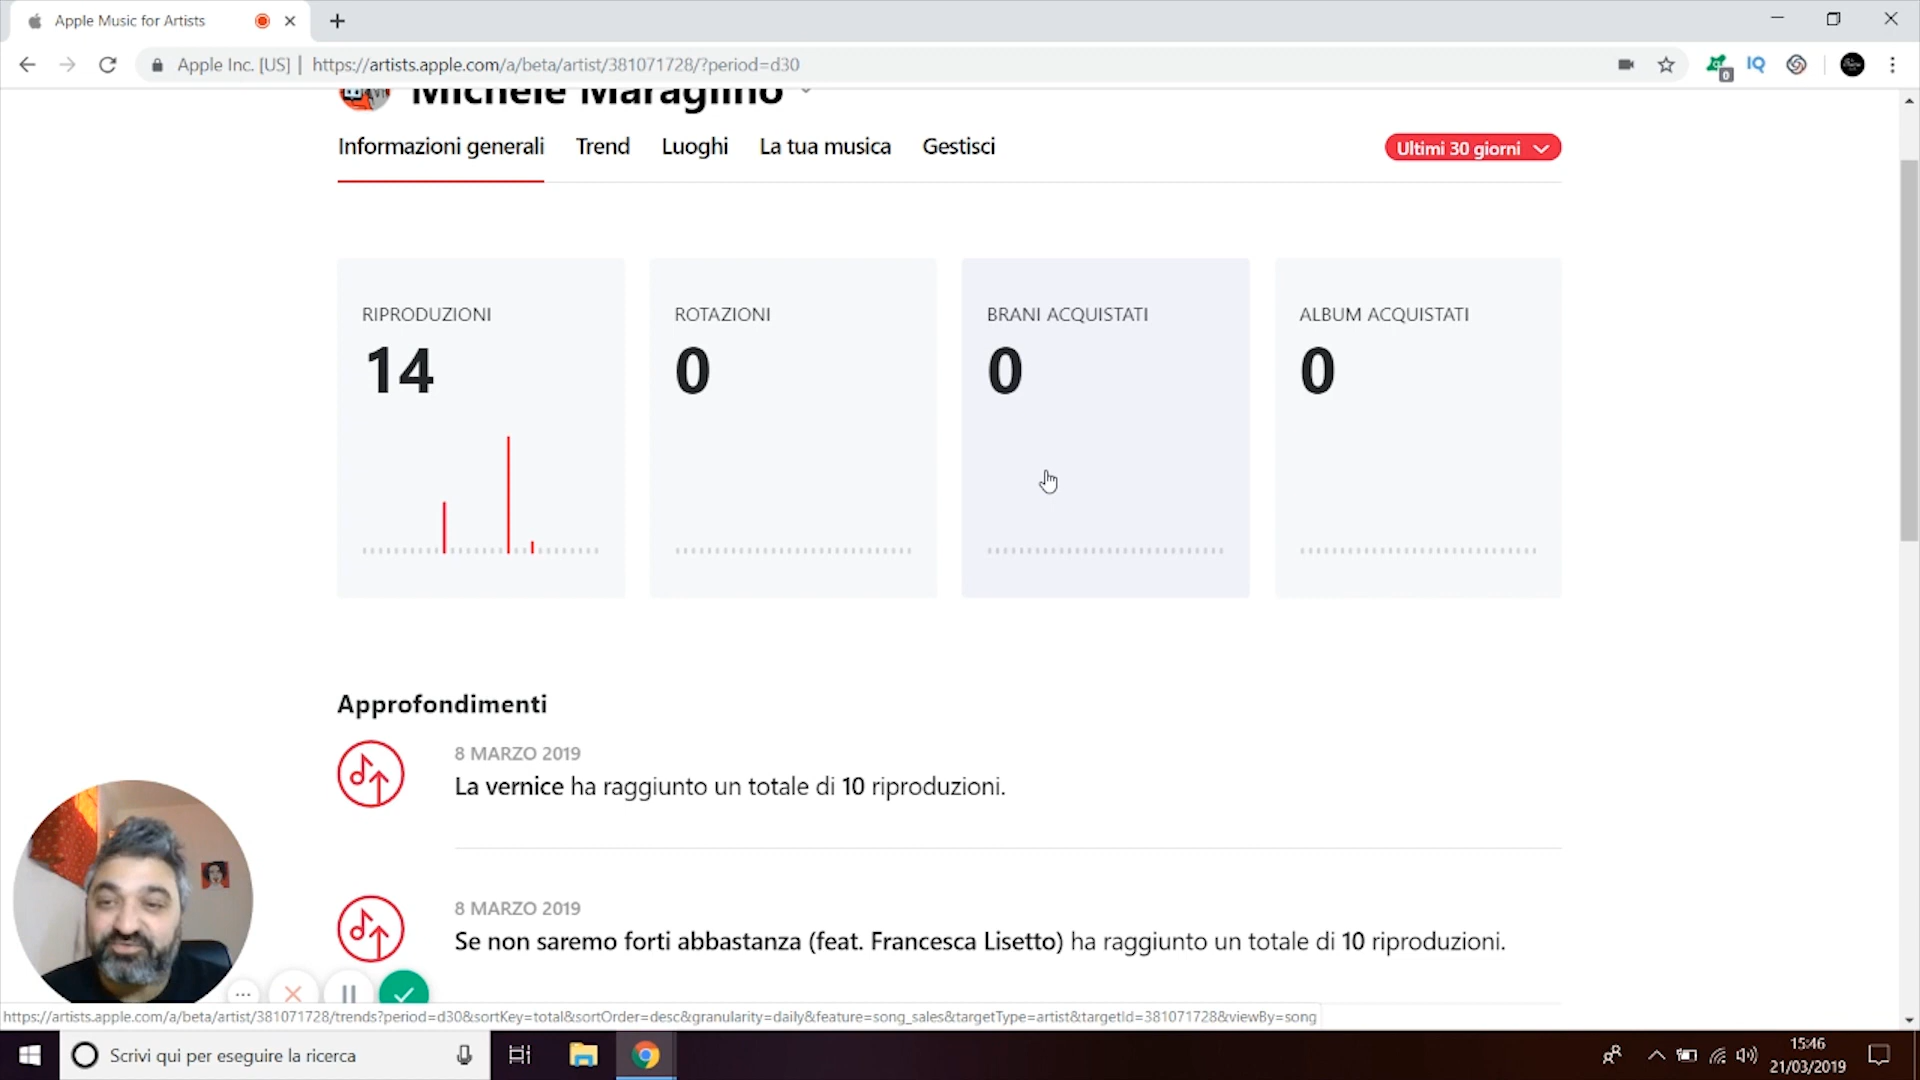 Apple Music for Artists
Apple Inc. [US] | https://artists.apple.com/a/beta/artist/381071728/?period=d30
0
IQ
Michele Maraglino
Informazioni generali Trend Luoghi La tua musica Gestisci
Ultimi 30 giorni
RIPRODUZIONI
14
ROTAZIONI
0
BRANI ACQUISTATI
0
ALBUM ACQUISTATI
0
Approfondimenti
8 MARZO 2019
La vernice ha raggiunto un totale di 10 riproduzioni.
8 MARZO 2019
Se non saremo forti abbastanza (feat. Francesca Lisetto) ha raggiunto un totale di 10 riproduzioni.
https://artists.apple.com/a/beta/artist/381071728/trends?period=d30&sortKey=total&sortOrder=desc&granularity=daily&feature=song_sales&targetType=artist&targetId=381071728&viewBy=song
Scrivi qui per eseguire la ricerca
15:46
21/03/2019